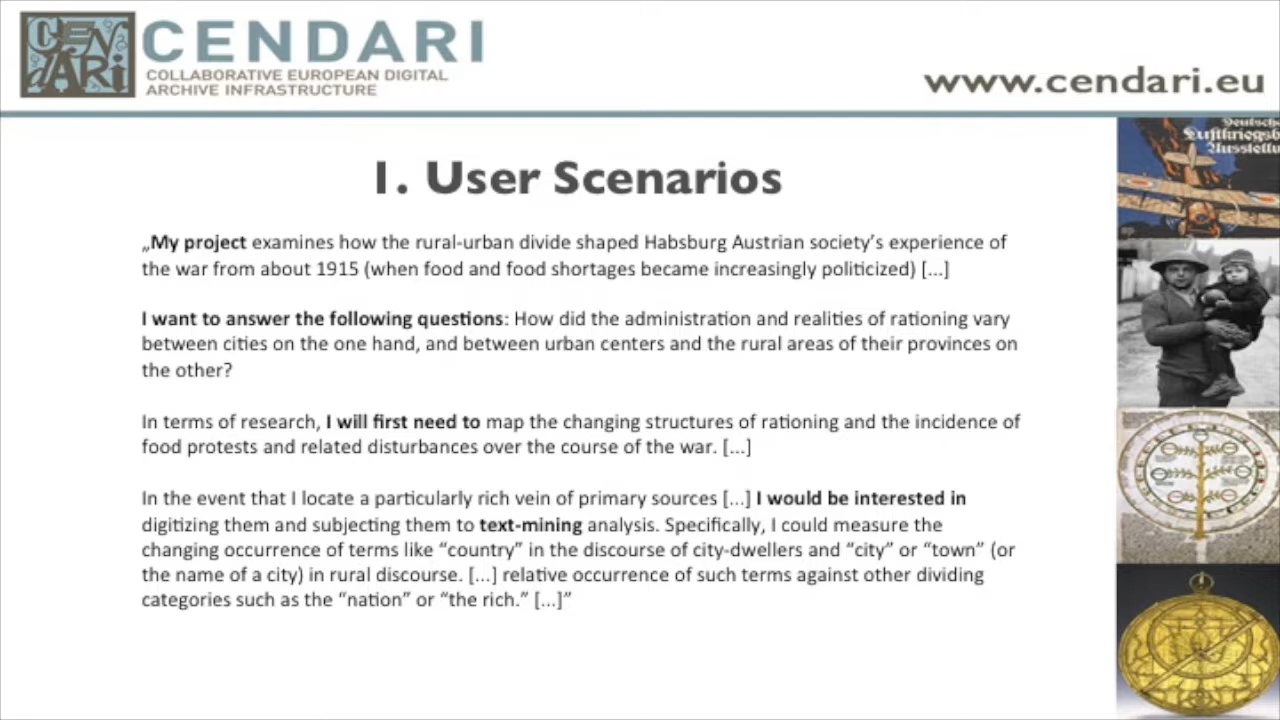 CENDARI
CENDARI
COLLABORATIVE EUROPEAN DIGITAL
ARCHIVE INFRASTRUCTURE
www.cendari.eu
Deutsche
Luftkriegsb
Ausstellu
1. User Scenarios
„My project examines how the rural-urban divide shaped Habsburg Austrian society’s experience of
the war from about 1915 (when food and food shortages became increasingly politicized) [...]
I want to answer the following questions: How did the administration and realities of rationing vary
between cities on the one hand, and between urban centers and the rural areas of their provinces on
the other?
In terms of research, I will first need to map the changing structures of rationing and the incidence of
food protests and related disturbances over the course of the war. [...]
In the event that I locate a particularly rich vein of primary sources [...] I would be interested in
digitizing them and subjecting them to text-mining analysis. Specifically, I could measure the
changing occurrence of terms like “country” in the discourse of city-dwellers and “city” or “town” (or
the name of a city) in rural discourse. [...] relative occurrence of such terms against other dividing
categories such as the “nation” or “the rich.” [...]”